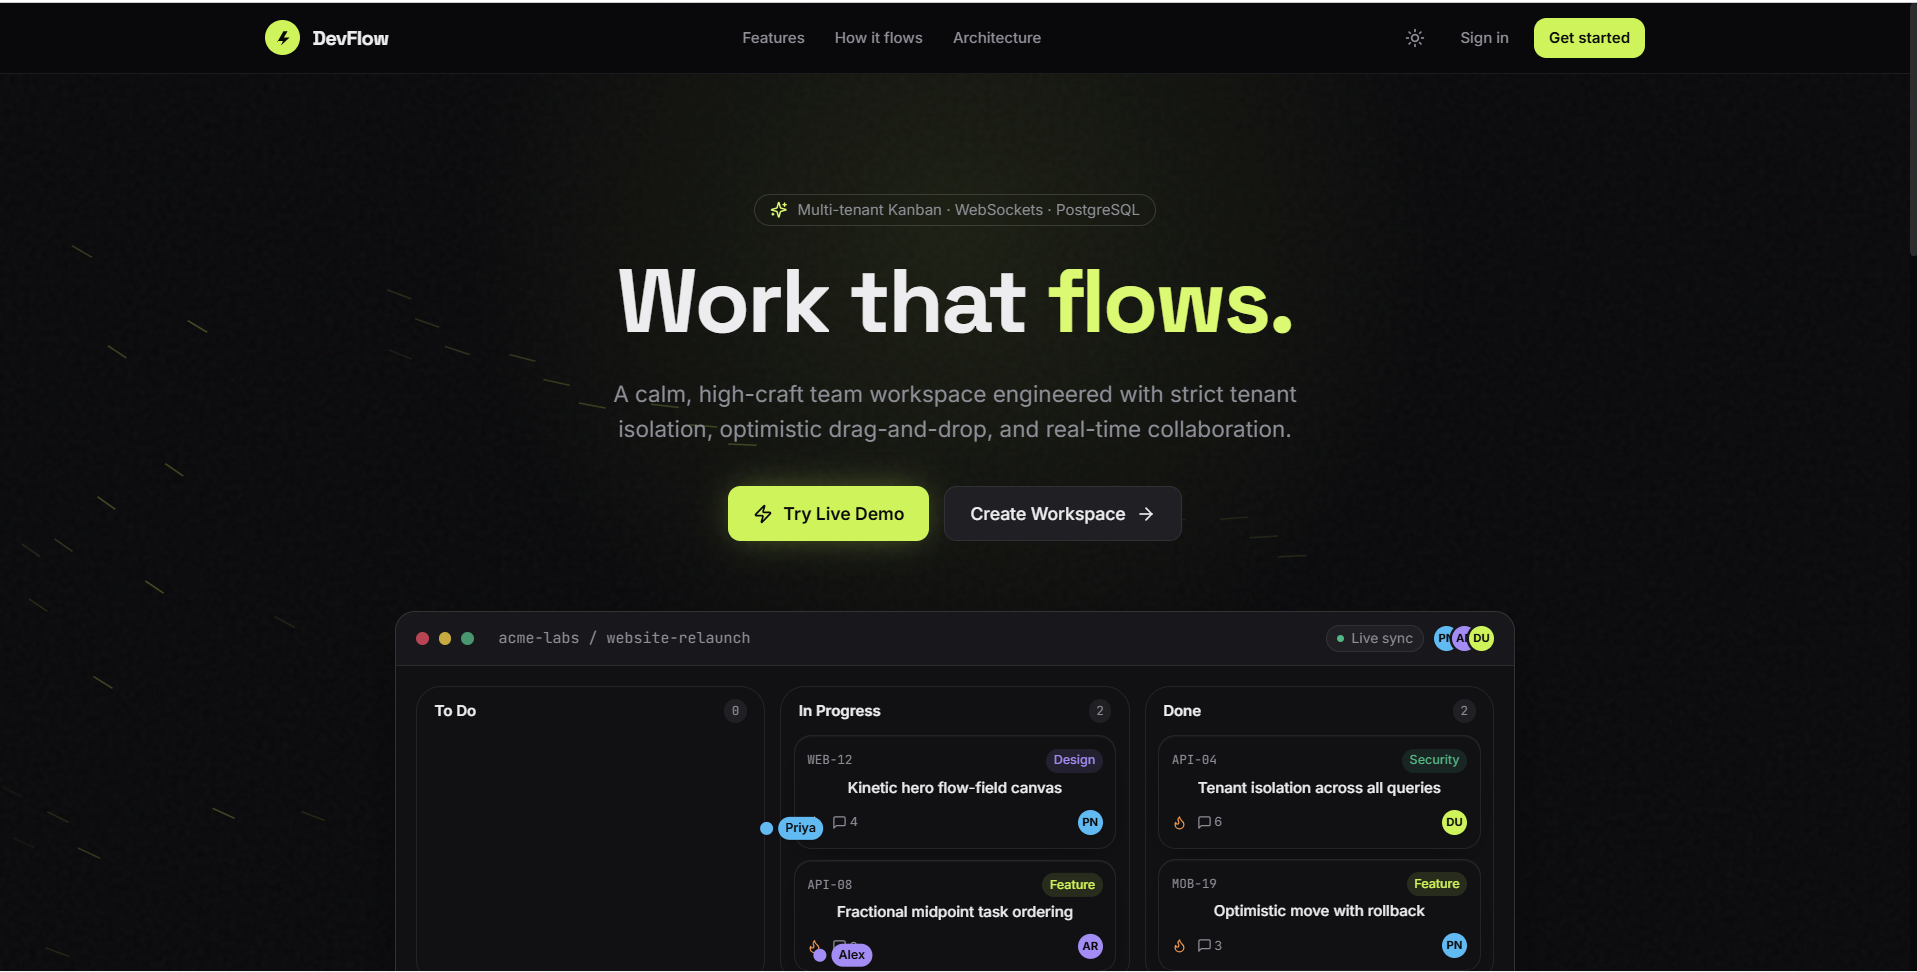 DevFlow
Features
How it flows
Architecture
Sign in
Get started
Multi-tenant Kanban · WebSockets · PostgreSQL
Work that flows.
A calm, high-craft team workspace engineered with strict tenant
isolation, optimistic drag-and-drop, and real-time collaboration.
Try Live Demo
Create Workspace
acme-labs / website-relaunch
Live sync
PN
DU
To Do
0
In Progress
2
WEB-12
Design
Kinetic hero flow-field canvas
Priya
4
PN
API-08
Feature
Fractional midpoint task ordering
Alex
AR
Done
2
API-04
Security
Tenant isolation across all queries
6
DU
MOB-19
Feature
Optimistic move with rollback
3
PN